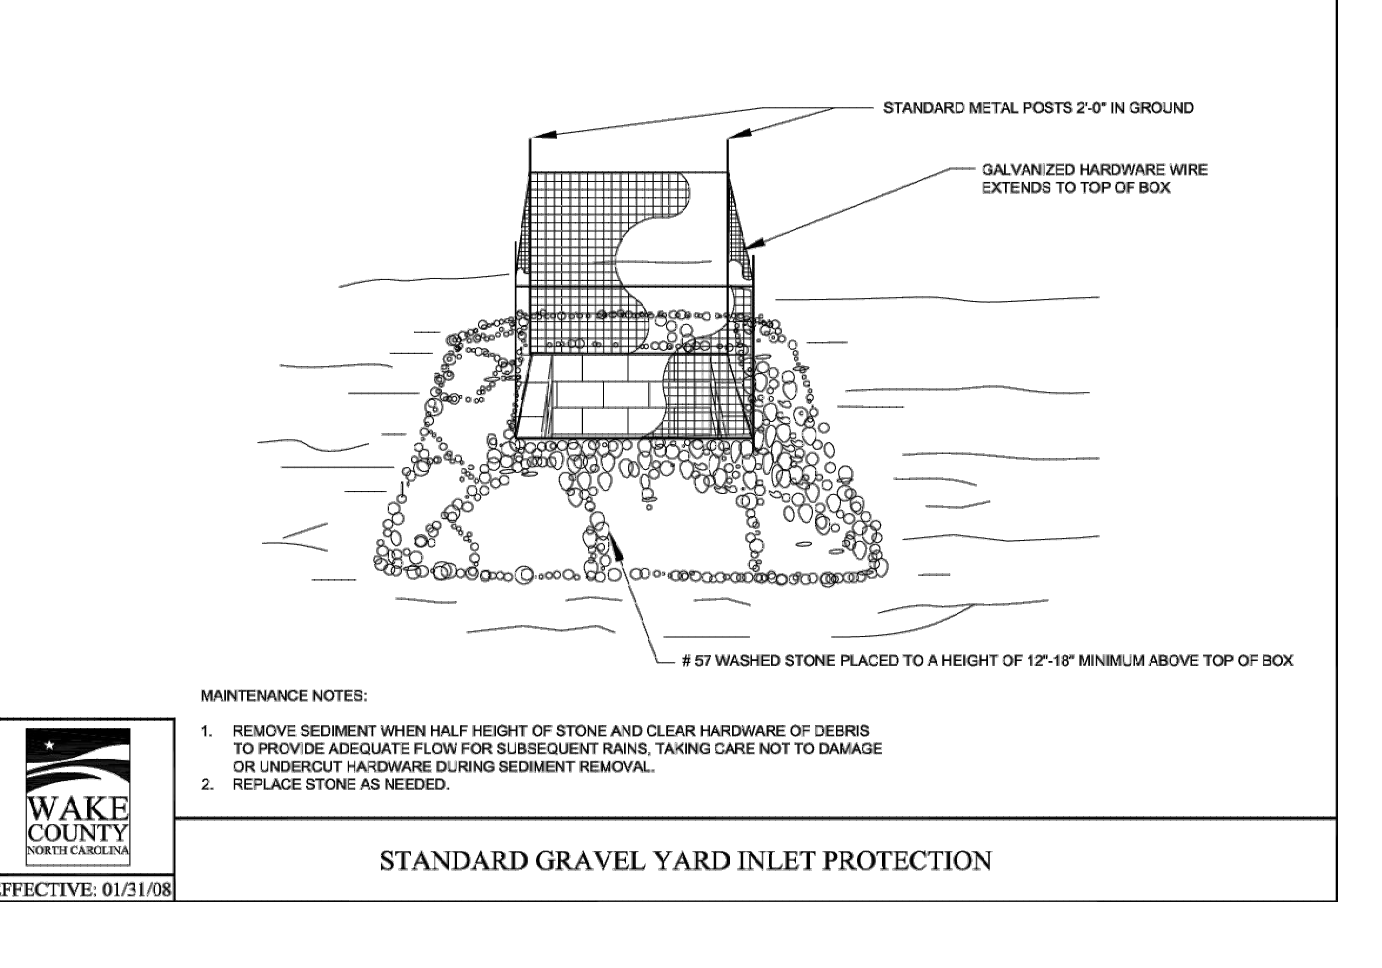 STANDARD METAL POSTS 2'-0" IN GROUND
GALVANIZED HARDWARE WIRE
EXTENDS TO TOP OF BOX
# 57 WASHED STONE PLACED TO A HEIGHT OF 12"-18" MINIMUM ABOVE TOP OF BOX
MAINTENANCE NOTES:
1. REMOVE SEDIMENT WHEN HALF HEIGHT OF STONE AND CLEAR HARDWARE OF DEBRIS
TO PROVIDE ADEQUATE FLOW FOR SUBSEQUENT RAINS, TAKING CARE NOT TO DAMAGE
OR UNDERCUT HARDWARE DURING SEDIMENT REMOVAL.
2. REPLACE STONE AS NEEDED.
WAKE
COUNTY
NORTH CAROLINA
EFFECTIVE: 01/31/08
STANDARD GRAVEL YARD INLET PROTECTION